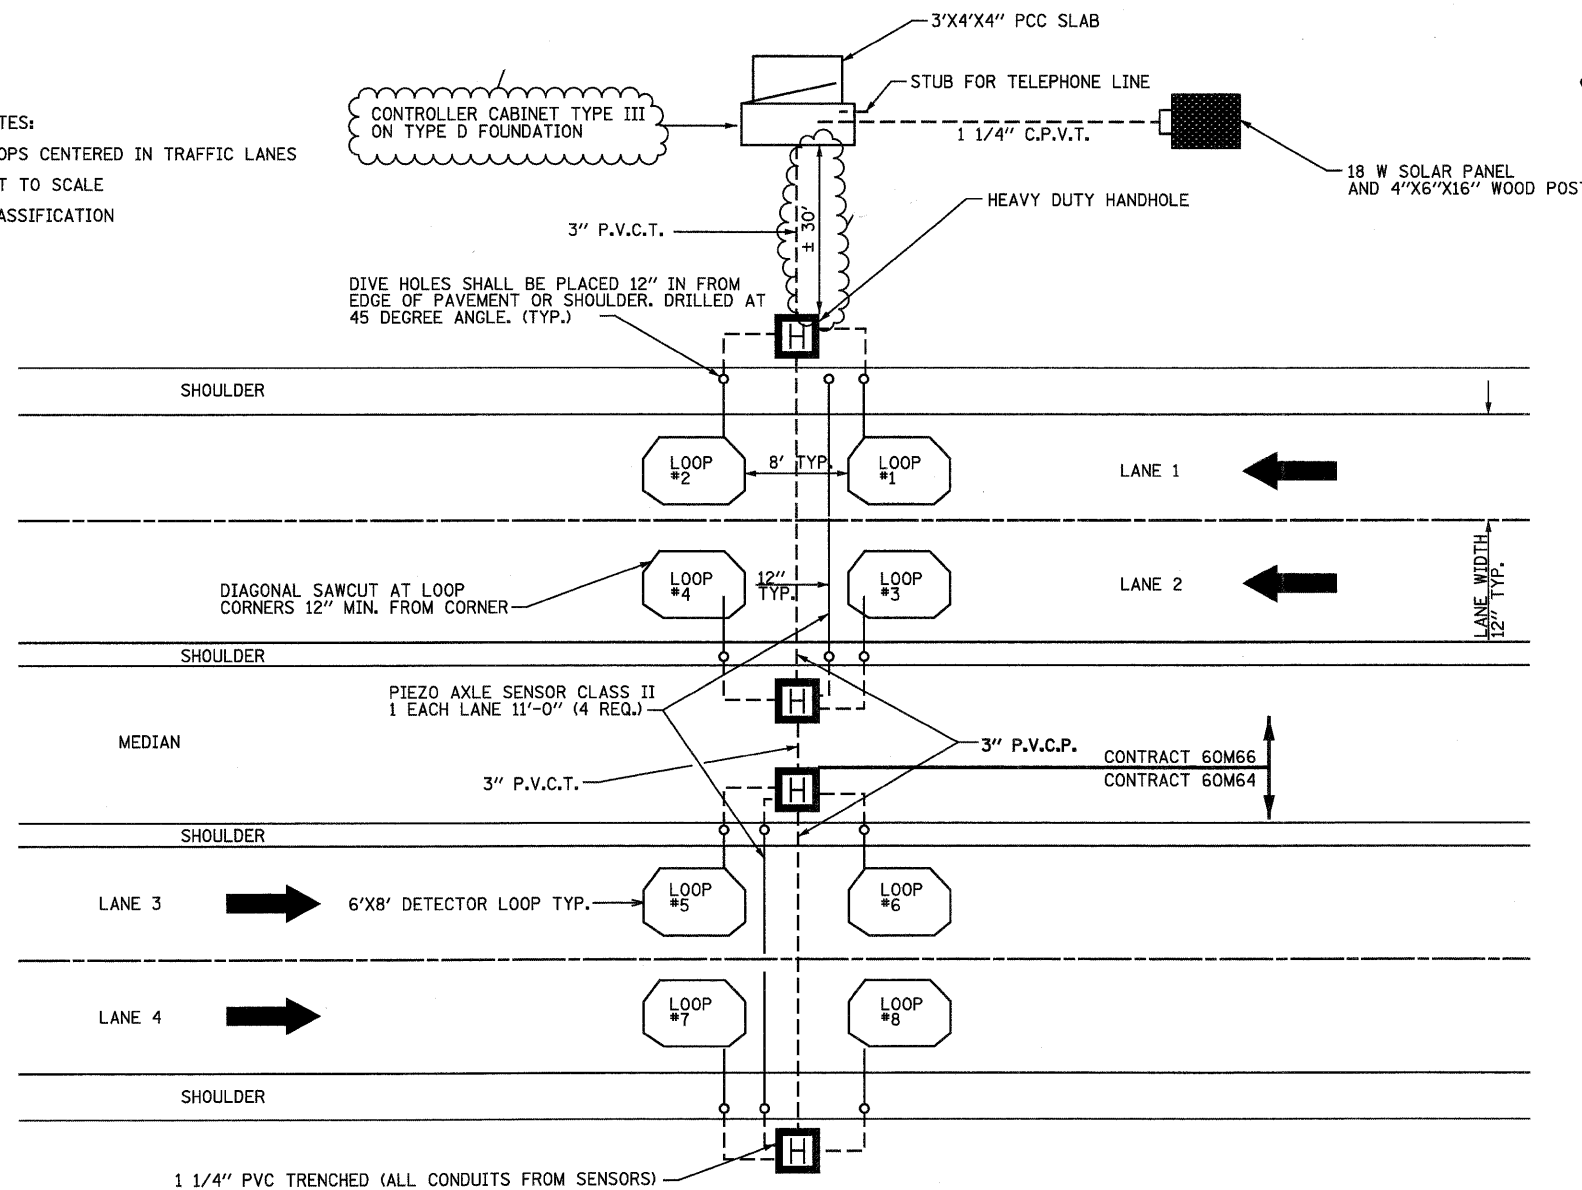 3'X4'X4" PCC SLAB
STUB FOR TELEPHONE LINE
CONTROLLER CABINET TYPE III
ON TYPE D FOUNDATION
TES:
OPS CENTERED IN TRAFFIC LANES
T TO SCALE
ASSIFICATION
1 1/4" C.P.V.T.
18 W SOLAR PANEL
AND 4"X6"X16" WOOD POST
HEAVY DUTY HANDHOLE
3" P.V.C.T.
± 30'
DIVE HOLES SHALL BE PLACED 12" IN FROM
EDGE OF PAVEMENT OR SHOULDER. DRILLED AT
45 DEGREE ANGLE. (TYP.)
H
SHOULDER
LOOP
#2
8' TYP.
LOOP
#1
LANE 1
DIAGONAL SAWCUT AT LOOP
CORNERS 12" MIN. FROM CORNER
LOOP
#4
12"
TYP.
LOOP
#3
LANE 2
LANE WIDTH
12" TYP.
SHOULDER
PIEZO AXLE SENSOR CLASS II
1 EACH LANE 11'-0" (4 REQ.)
H
MEDIAN
3" P.V.C.P.
3" P.V.C.T.
H
CONTRACT 60M66
CONTRACT 60M64
SHOULDER
LANE 3
6'X8' DETECTOR LOOP TYP.
LOOP
#5
LOOP
#6
LANE 4
LOOP
#7
LOOP
#8
SHOULDER
H
1 1/4" PVC TRENCHED (ALL CONDUITS FROM SENSORS)